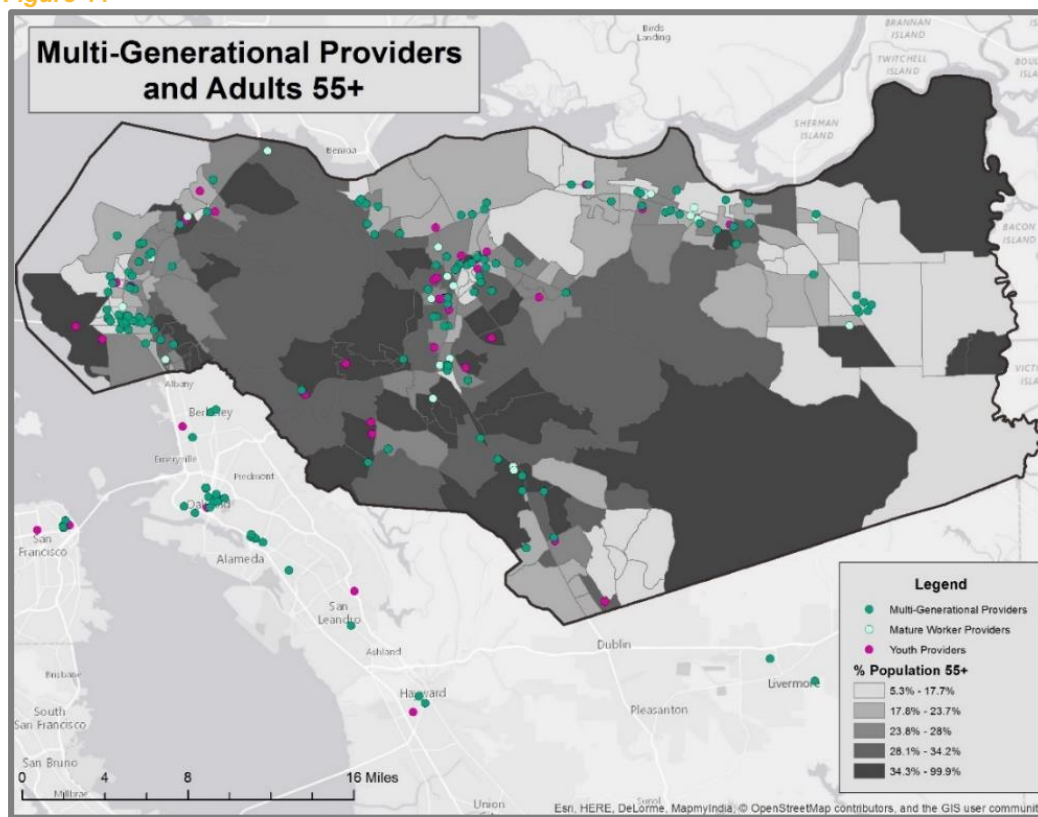 Multi-Generational Providers
and Adults 55+
Birds
Landing
BRANNAN
ISLAND
TWITCHELL
ISLAND
SHERMAN
ISLAND
Benicia
BACON
ISLAND
Albany
Berkeley
Emeryville
Piedmont
Oakland
San
Francisco
Alameda
San
Leandro
Ashland
Dublin
Hayward
Livermore
Pleasanton
Brisbane
South
San Francisco
San Bruno
Millbrae
Union
Sunol
0 4 8 16 Miles
Legend
Multi-Generational Providers
Mature Worker Providers
Youth Providers
% Population 55+
5.3% - 17.7%
17.8% - 23.7%
23.8% - 28%
28.1% - 34.2%
34.3% - 99.9%
Esri, HERE, DeLorme, MapmyIndia, © OpenStreetMap contributors, and the GIS user communit